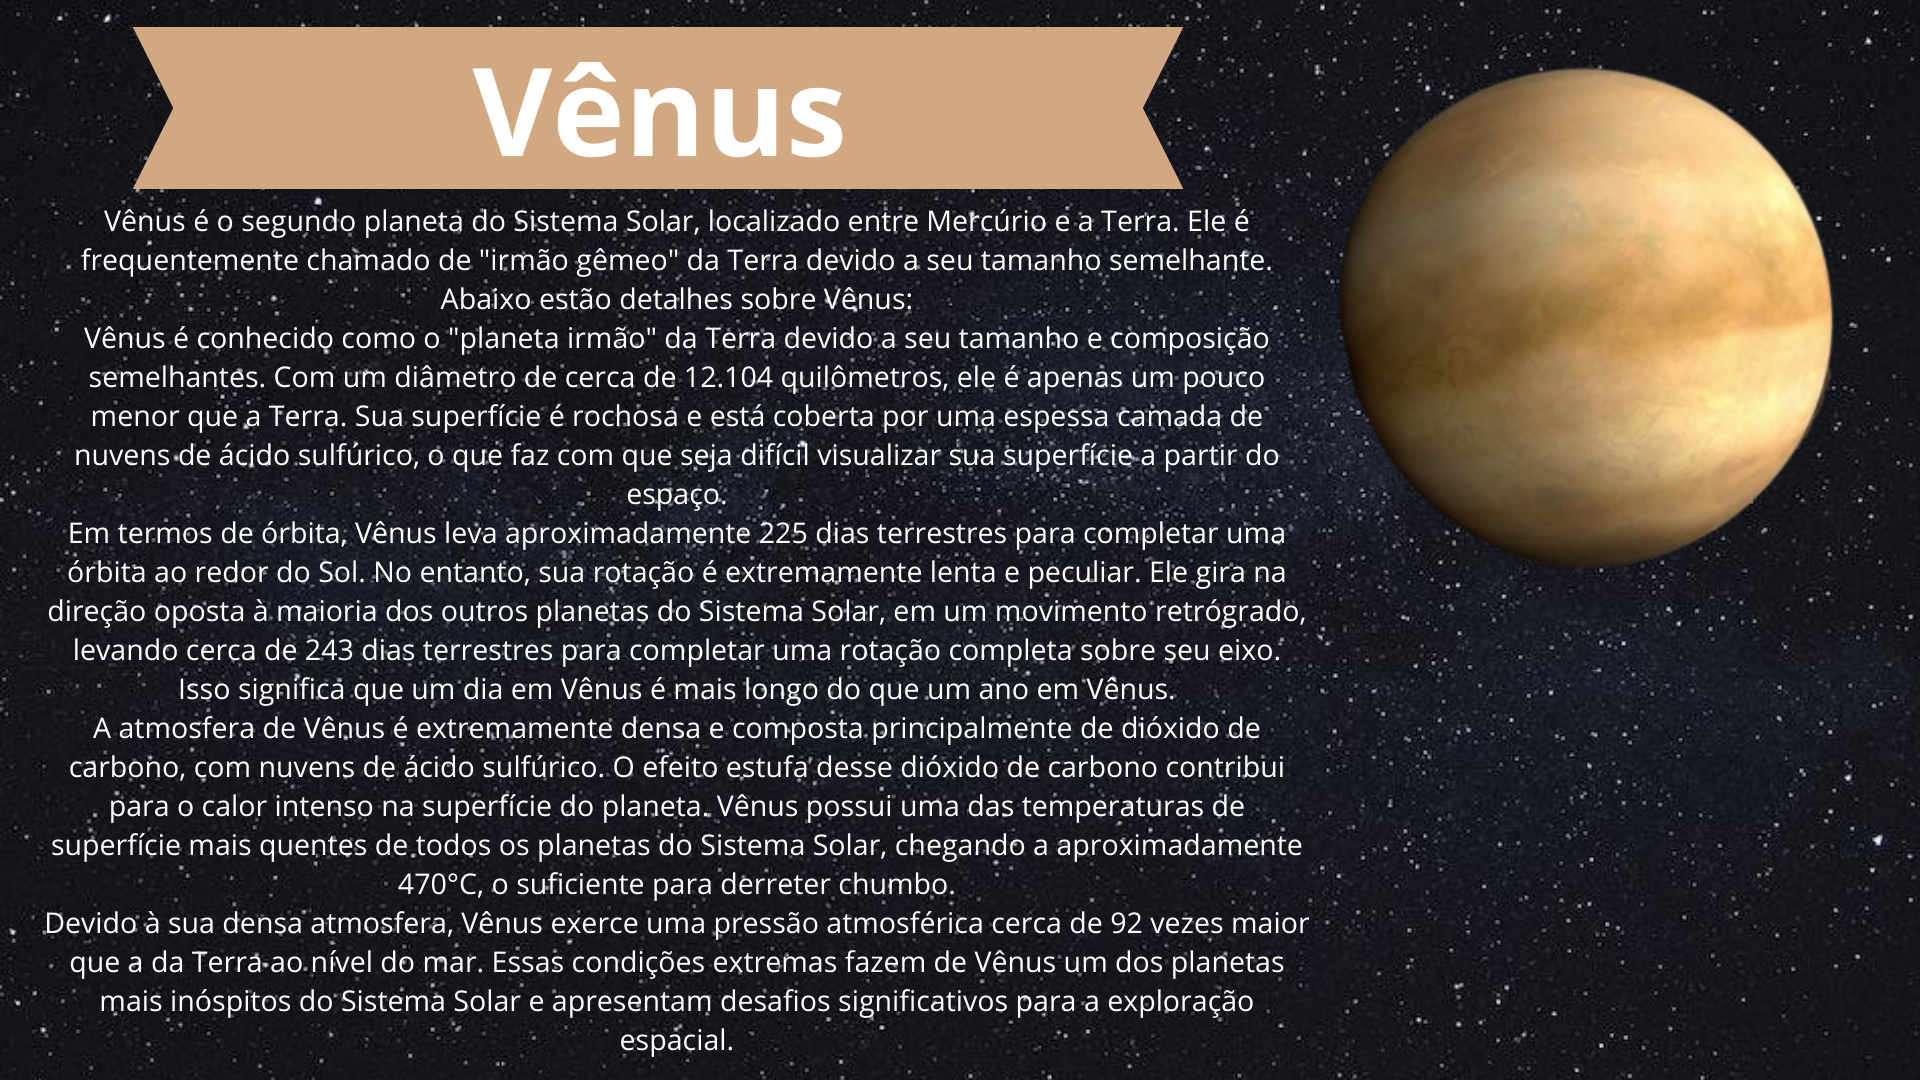 Vênus
Vênus é o segundo planeta do Sistema Solar, localizado entre Mercúrio e a Terra. Ele é
frequentemente chamado de "irmão gêmeo" da Terra devido a seu tamanho semelhante.
Abaixo estão detalhes sobre Vênus:
Vênus é conhecido como o "planeta irmão" da Terra devido a seu tamanho e composição
semelhantes. Com um diâmetro de cerca de 12.104 quilômetros, ele é apenas um pouco
menor que a Terra. Sua superfície é rochosa e está coberta por uma espessa camada de
nuvens de ácido sulfúrico, o que faz com que seja difícil visualizar sua superfície a partir do
espaço.
Em termos de órbita, Vênus leva aproximadamente 225 dias terrestres para completar uma
órbita ao redor do Sol. No entanto, sua rotação é extremamente lenta e peculiar. Ele gira na
direção oposta à maioria dos outros planetas do Sistema Solar, em um movimento retrógrado,
levando cerca de 243 dias terrestres para completar uma rotação completa sobre seu eixo.
Isso significa que um dia em Vênus é mais longo do que um ano em Vênus.
A atmosfera de Vênus é extremamente densa e composta principalmente de dióxido de
carbono, com nuvens de ácido sulfúrico. O efeito estufa desse dióxido de carbono contribui
para o calor intenso na superfície do planeta. Vênus possui uma das temperaturas de
superfície mais quentes de todos os planetas do Sistema Solar, chegando a aproximadamente
470°C, o suficiente para derreter chumbo.
Devido à sua densa atmosfera, Vênus exerce uma pressão atmosférica cerca de 92 vezes maior
que a da Terra ao nível do mar. Essas condições extremas fazem de Vênus um dos planetas
mais inóspitos do Sistema Solar e apresentam desafios significativos para a exploração
espacial.